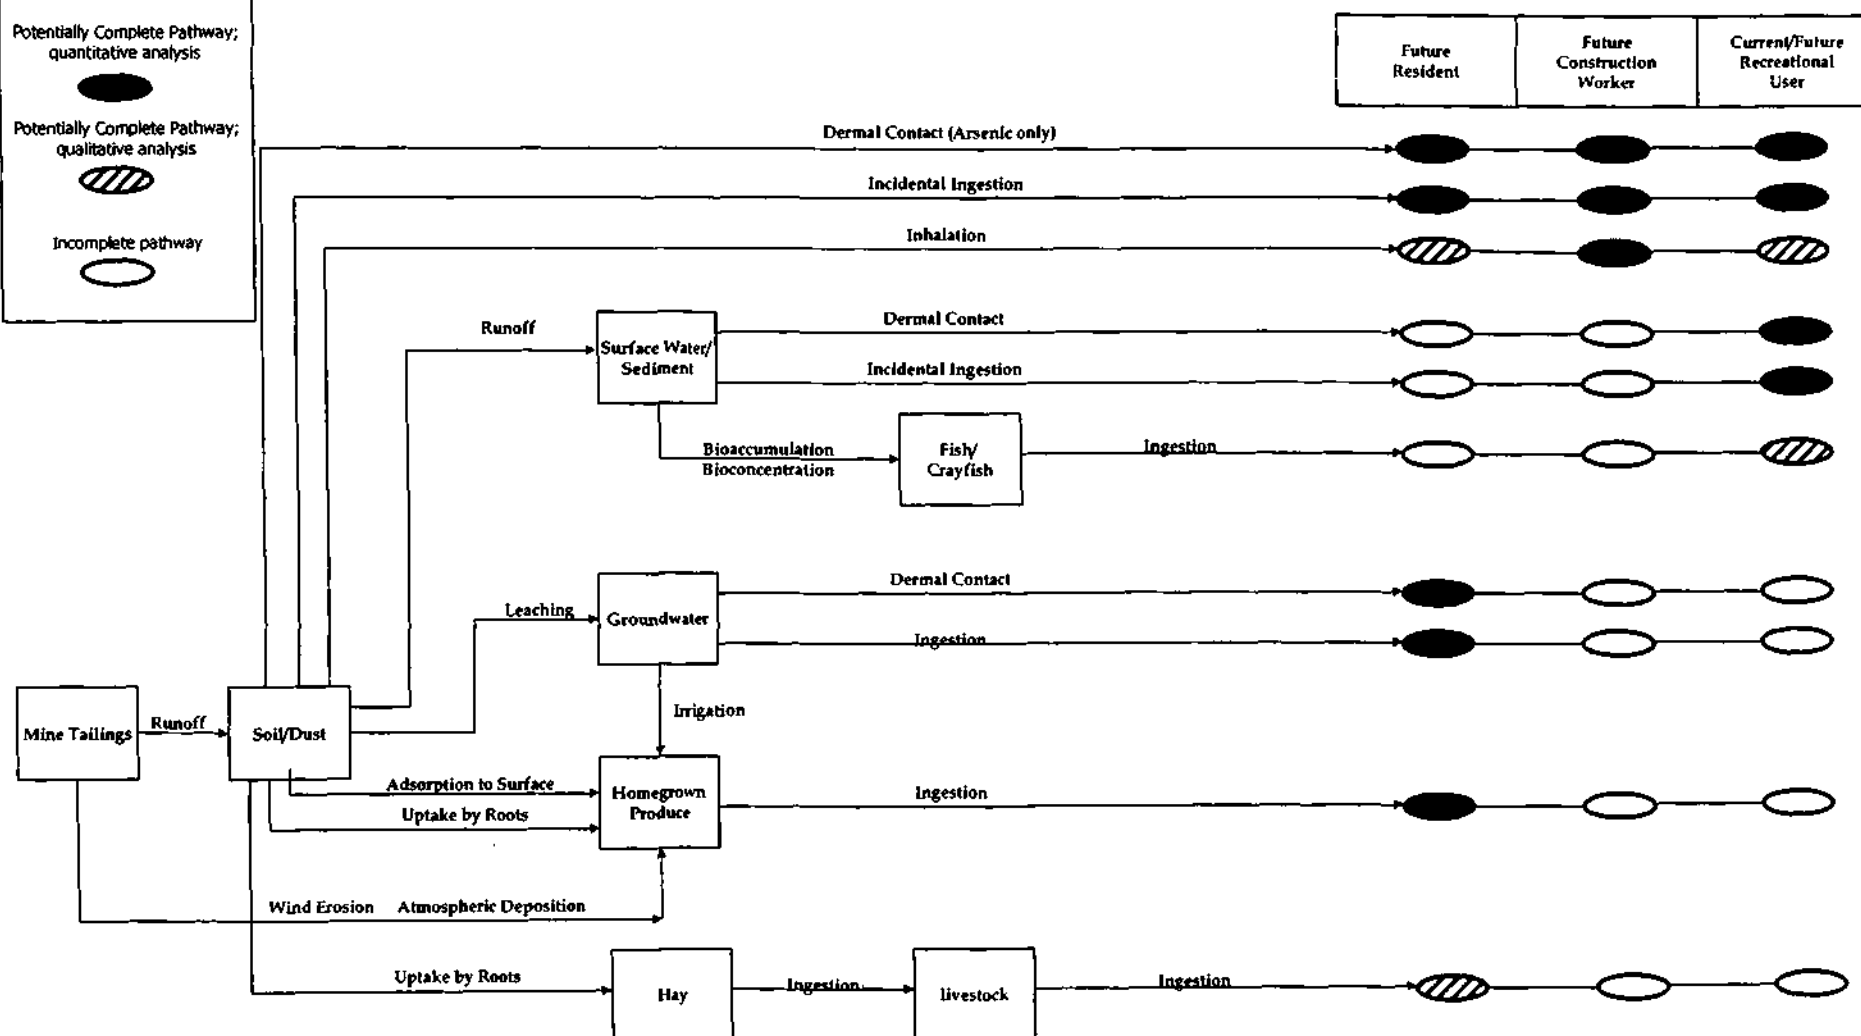 Potentially Complete Pathway;
quantitative analysis
Potentially Complete Pathway;
qualitative analysis
Incomplete pathway
Future
Resident
Future
Construction
Worker
Current/Future
Recreational
User
Dermal Contact (Arsenic only)
Incidental Ingestion
Inhalation
Runoff
Surface Water/
Sediment
Dermal Contact
Incidental Ingestion
Bioaccumulation
Bioconcentration
Fish/
Crayfish
Ingestion
Leaching
Groundwater
Dermal Contact
Ingestion
Irrigation
Mine Tailings
Runoff
Soil/Dust
Adsorption to Surface
Uptake by Roots
Homegrown
Produce
Ingestion
Wind Erosion Atmospheric Deposition
Uptake by Roots
Hay
Ingestion
livestock
Ingestion